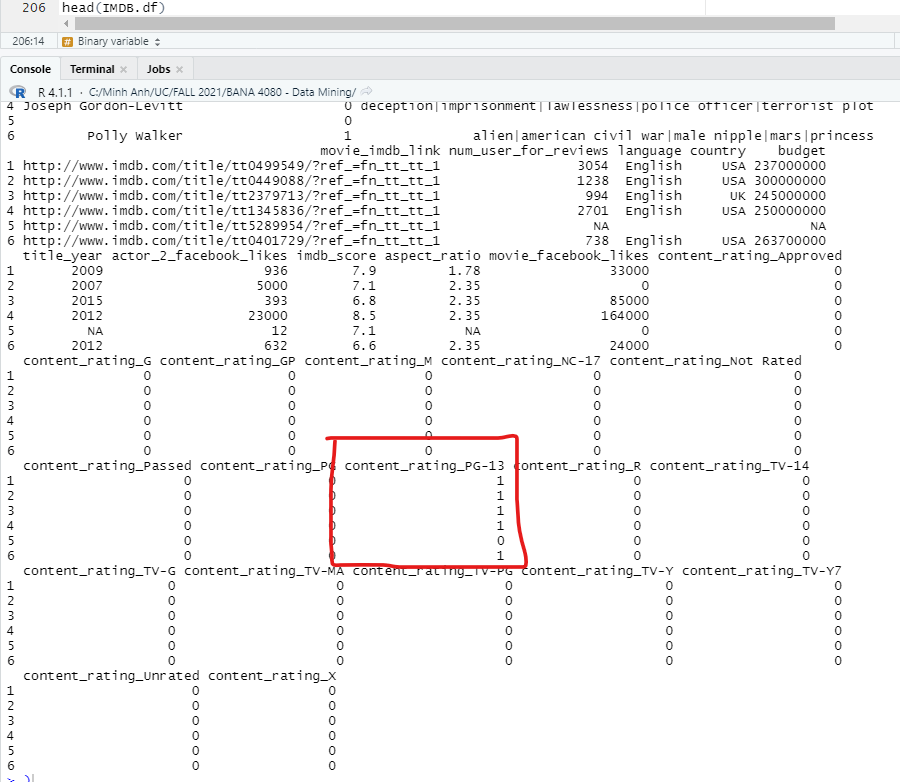 206 head(IMDB.df)
206:14 # Binary variable
Console Terminal × Jobs ×
R R 4.1.1 · C:/Minh Anh/UC/FALL 2021/BANA 4080 - Data Mining/
4 Joseph Gordon-Levitt 0 deception|imprisonment|lawlessness|police officer|terrorist plot
5 0
6 Polly Walker 1 alien|american civil war|male nipple|mars|princess
movie_imdb_link num_user_for_reviews language country budget
1 http://www.imdb.com/title/tt0499549/?ref_=fn_tt_tt_1 3054 English USA 237000000
2 http://www.imdb.com/title/tt0449088/?ref_=fn_tt_tt_1 1238 English USA 300000000
3 http://www.imdb.com/title/tt2379713/?ref_=fn_tt_tt_1 994 English UK 245000000
4 http://www.imdb.com/title/tt1345836/?ref_=fn_tt_tt_1 2701 English USA 250000000
5 http://www.imdb.com/title/tt5289954/?ref_=fn_tt_tt_1 NA NA
6 http://www.imdb.com/title/tt0401729/?ref_=fn_tt_tt_1 738 English USA 263700000
title_year actor_2_facebook_likes imdb_score aspect_ratio movie_facebook_likes content_rating_Approved
1 2009 936 7.9 1.78 33000 0
2 2007 5000 7.1 2.35 0 0
3 2015 393 6.8 2.35 85000 0
4 2012 23000 8.5 2.35 164000 0
5 NA 12 7.1 NA 0 0
6 2012 632 6.6 2.35 24000 0
content_rating_G content_rating_GP content_rating_M content_rating_NC-17 content_rating_Not Rated
1 0 0 0 0 0
2 0 0 0 0 0
3 0 0 0 0 0
4 0 0 0 0 0
5 0 0 0 0 0
6 0 0 0 0 0
content_rating_Passed content_rating_PG content_rating_PG-13 content_rating_R content_rating_TV-14
1 0 0 1 0 0
2 0 0 1 0 0
3 0 0 1 0 0
4 0 0 1 0 0
5 0 0 0 0 0
6 0 0 1 0 0
content_rating_TV-G content_rating_TV-MA content_rating_TV-PG content_rating_TV-Y content_rating_TV-Y7
1 0 0 0 0 0
2 0 0 0 0 0
3 0 0 0 0 0
4 0 0 0 0 0
5 0 0 0 0 0
6 0 0 0 0 0
content_rating_Unrated content_rating_X
1 0 0
2 0 0
3 0 0
4 0 0
5 0 0
6 0 0